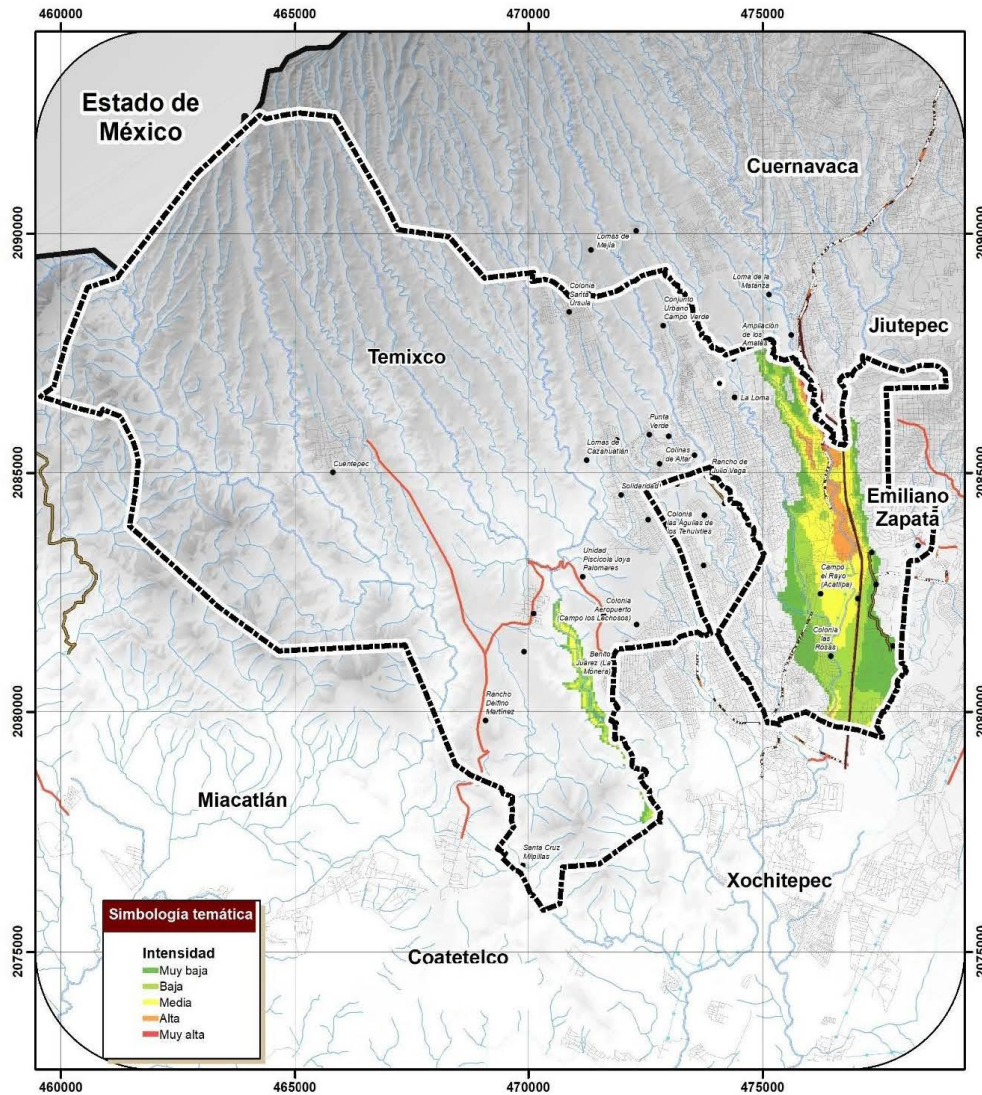 460000
465000
470000
475000
Estado de
México
Cuernavaca
2090000
2090000
Lomas de
Mejía
Loma de la
Matanza
Colonia
Santa
Úrsula
Conjunto
Urbano
Campo Verde
Jiutepec
Ampliación
de los
Amates
Temixco
La Loma
Punta
Verde
Lomas de
Cazahuatlán
Colinas
de Altar
Rancho de
Julio Vega
2085000
2085000
Cuentepec
Solidaridad
Emiliano
Zapata
Colonia
las Águilas de
los Tehuixtles
Unidad
Piscícola Joya
Palomares
Campo
el Rayo
(Acatlipa)
Colonia
Aeropuerto
(Campo los Lechosos)
Colonia
las
Rosas
Benito
Juárez (La
Monera)
Rancho
Delfino
Martínez
2080000
2080000
Miacatlán
Santa Cruz
Milpillas
Xochitepec
Simbología temática
Intensidad
Muy baja
Baja
Media
Alta
Muy alta
Coatetelco
2075000
2075000
460000
465000
470000
475000